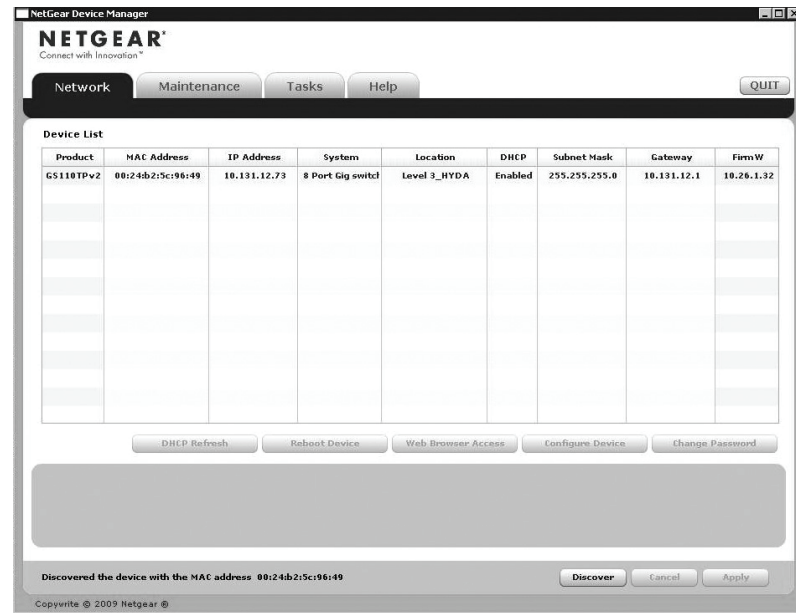 NetGear Device Manager
NETGEAR®
Connect with Innovation™
Network Maintenance Tasks Help QUIT
Device List
Product MAC Address IP Address System Location DHCP Subnet Mask Gateway Firm W
GS110TPv2 00:24:b2:5c:96:49 10.131.12.73 8 Port Gig switch Level 3_HYDA Enabled 255.255.255.0 10.131.12.1 10.26.1.32
DHCP Refresh Reboot Device Web Browser Access Configure Device Change Password
Discovered the device with the MAC address 00:24:b2:5c:96:49 Discover Cancel Apply
Copywrite © 2009 Netgear ®